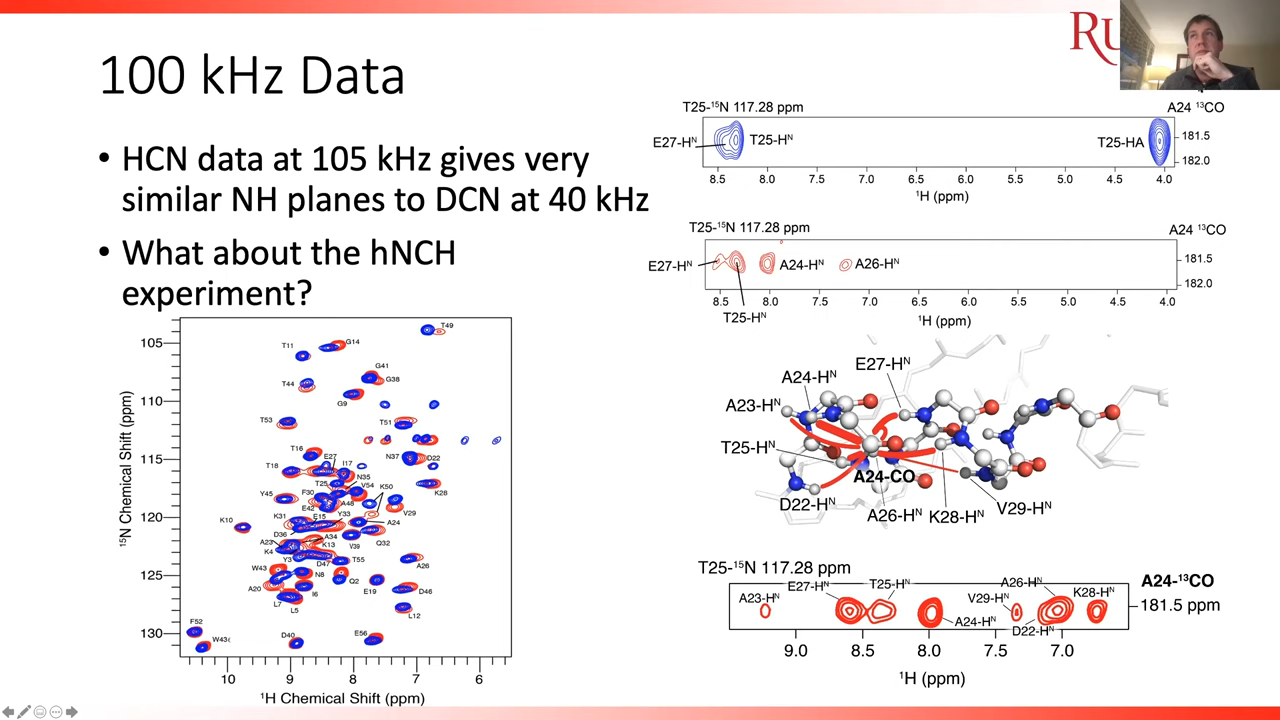 RU
100 kHz Data
• HCN data at 105 kHz gives very
similar NH planes to DCN at 40 kHz
• What about the hNCH
experiment?
T25-¹⁵N 117.28 ppm
A24 ¹³CO
E27-Hᴺ
T25-Hᴺ
T25-HA
181.5
182.0
8.5 8.0 7.5 7.0 6.5 6.0 5.5 5.0 4.5 4.0
¹H (ppm)
T25-¹⁵N 117.28 ppm
A24 ¹³CO
E27-Hᴺ
A24-Hᴺ
A26-Hᴺ
181.5
182.0
8.5 8.0 7.5 7.0 6.5 6.0 5.5 5.0 4.5 4.0
T25-Hᴺ
¹H (ppm)
105
110
115
120
125
130
¹⁵N Chemical Shift (ppm)
T49
T11
G14
G41
T44
G38
G9
T53
T51
T16
E27
I17
N37
D22
T18
N35
T25
V54
K28
Y45
F30
K50
A48
E42
V29
K31
E15
Y33
K10
A24
D36
A34
Q32
A23
K13
K4
V39
Y3
D47
T55
A26
W43
N8
Q2
E19
D46
A20
I6
L7
L5
L12
F52
W43ε
D40
E56
10 9 8 7 6
¹H Chemical Shift (ppm)
E27-Hᴺ
A24-Hᴺ
A23-Hᴺ
T25-Hᴺ
A24-CO
D22-Hᴺ
A26-Hᴺ
K28-Hᴺ
V29-Hᴺ
T25-¹⁵N 117.28 ppm
A24-¹³CO
A23-Hᴺ
E27-Hᴺ
T25-Hᴺ
A24-Hᴺ
V29-Hᴺ
A26-Hᴺ
D22-Hᴺ
K28-Hᴺ
181.5 ppm
9.0 8.5 8.0 7.5 7.0
¹H (ppm)